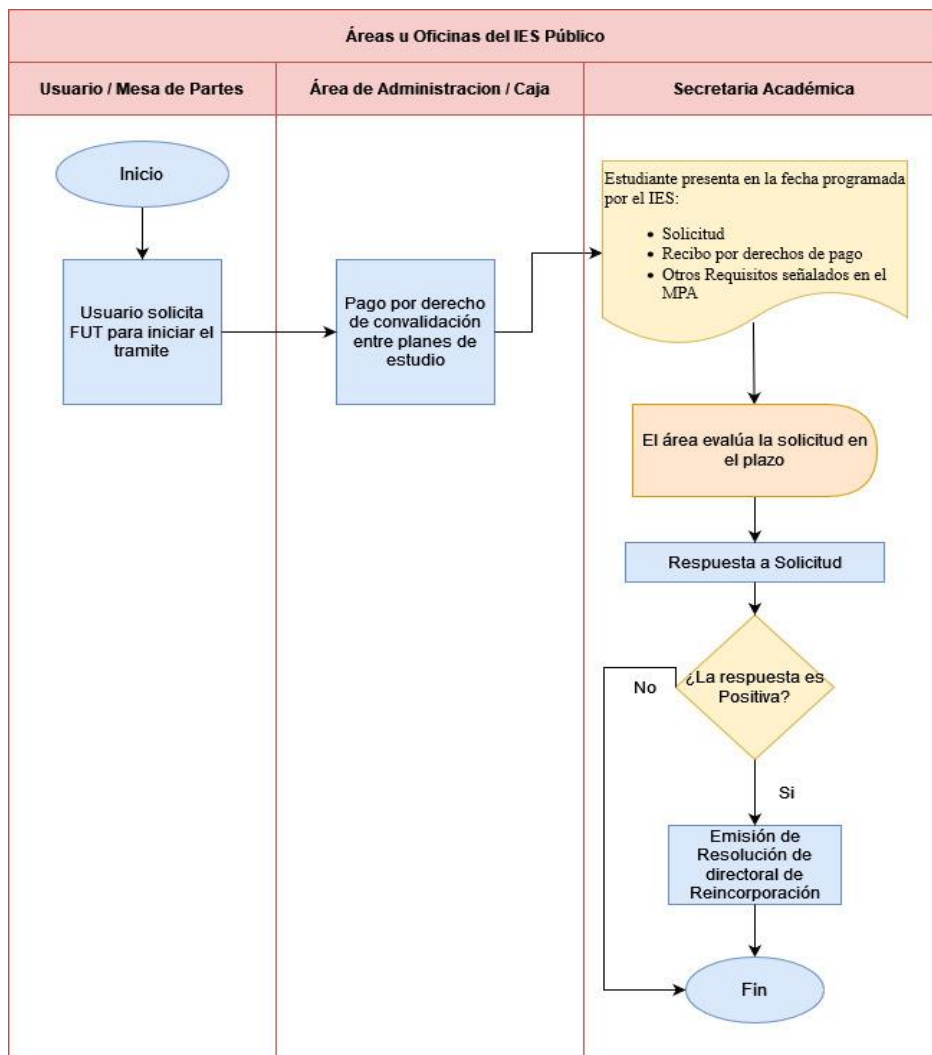 Áreas u Oficinas del IES Público
Usuario / Mesa de Partes
Área de Administracion / Caja
Secretaria Académica
Inicio
Usuario solicita
FUT para iniciar el
tramite
Pago por derecho
de convalidación
entre planes de
estudio
Estudiante presenta en la fecha programada
por el IES:
• Solicitud
• Recibo por derechos de pago
• Otros Requisitos señalados en el
MPA
El área evalúa la solicitud en
el plazo
Respuesta a Solicitud
¿La respuesta es
Positiva?
No
Si
Emisión de
Resolución de
directoral de
Reincorporación
Fin